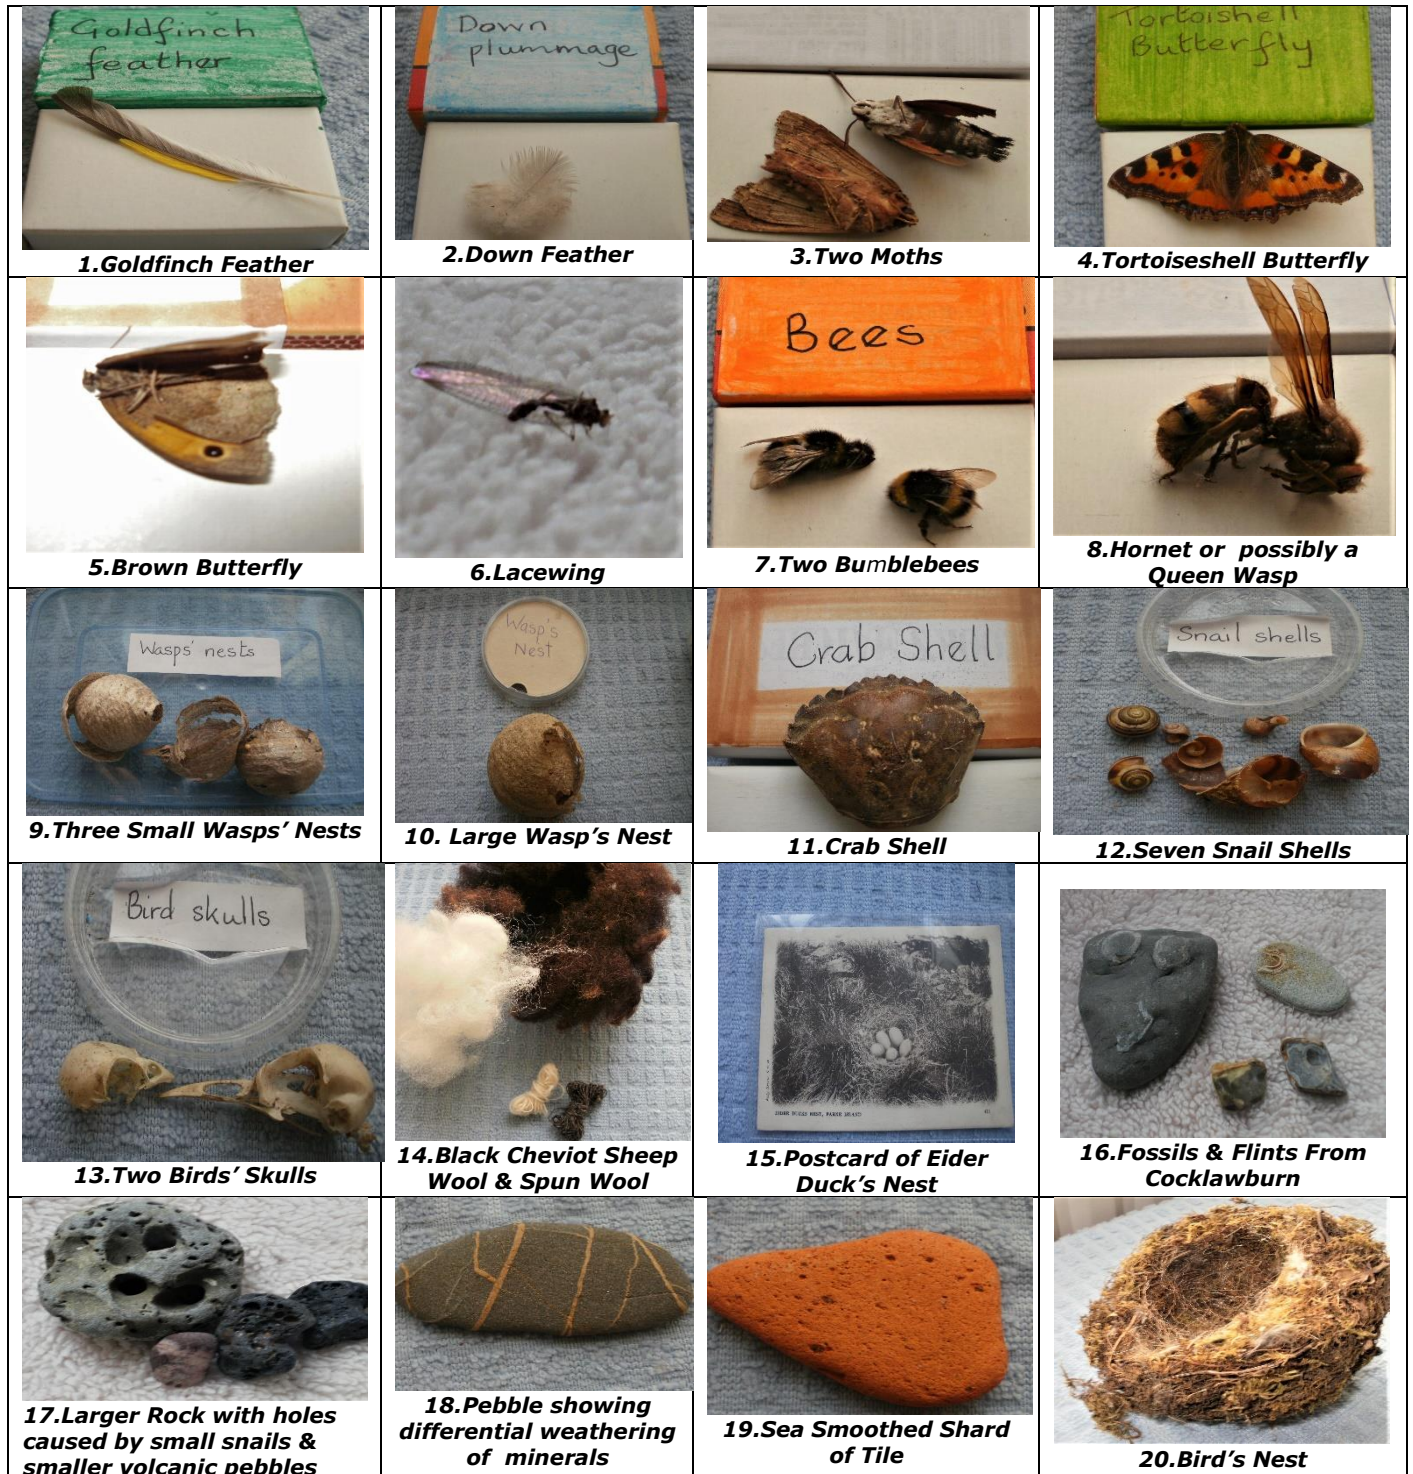 Goldfinch
feather
1.Goldfinch Feather
Down
plummage
2.Down Feather
3.Two Moths
Tortoishell
Butterfly
4.Tortoiseshell Butterfly
5.Brown Butterfly
6.Lacewing
Bees
7.Two Bumblebees
8.Hornet or possibly a
Queen Wasp
Wasps' nests
9.Three Small Wasps’ Nests
Wasp's
Nest
10. Large Wasp’s Nest
Crab Shell
11.Crab Shell
Snail shells
12.Seven Snail Shells
Bird skulls
13.Two Birds’ Skulls
14.Black Cheviot Sheep
Wool & Spun Wool
EIDER DUCKS NEST, FARNE ISLAND
15.Postcard of Eider
Duck’s Nest
16.Fossils & Flints From
Cocklawburn
17.Larger Rock with holes
caused by small snails &
smaller volcanic pebbles
18.Pebble showing
differential weathering
of minerals
19.Sea Smoothed Shard
of Tile
20.Bird’s Nest